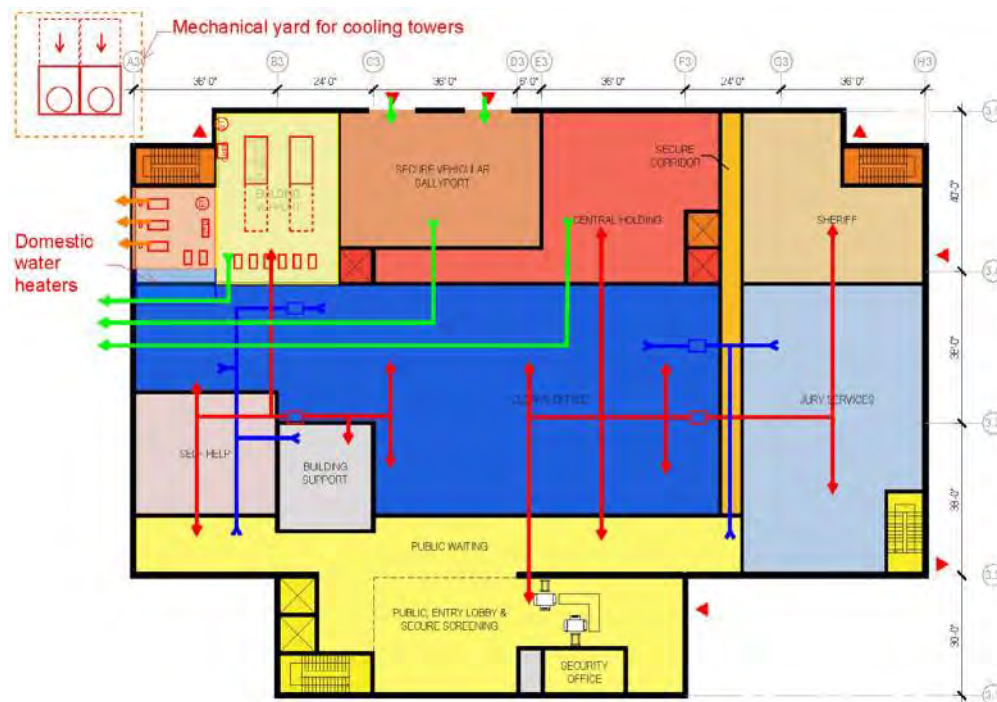 Mechanical yard for cooling towers
A3
B3
C3
D3
E3
F3
G3
H3
36'-0"
24'-0"
36'-0"
6'-0"
36'-0"
24'-0"
36'-0"
SECURE VEHICULAR
SALLYPORT
SECURE
CORRIDOR
BUILDING
SUPPORT
CENTRAL HOLDING
SHERIFF
40'-0"
Domestic
water
heaters
38'-0"
CLERKS OFFICE
JURY SERVICES
SELF HELP
BUILDING
SUPPORT
38'-0"
PUBLIC WAITING
PUBLIC, ENTRY LOBBY &
SECURE SCREENING
SECURITY
OFFICE
30'-0"